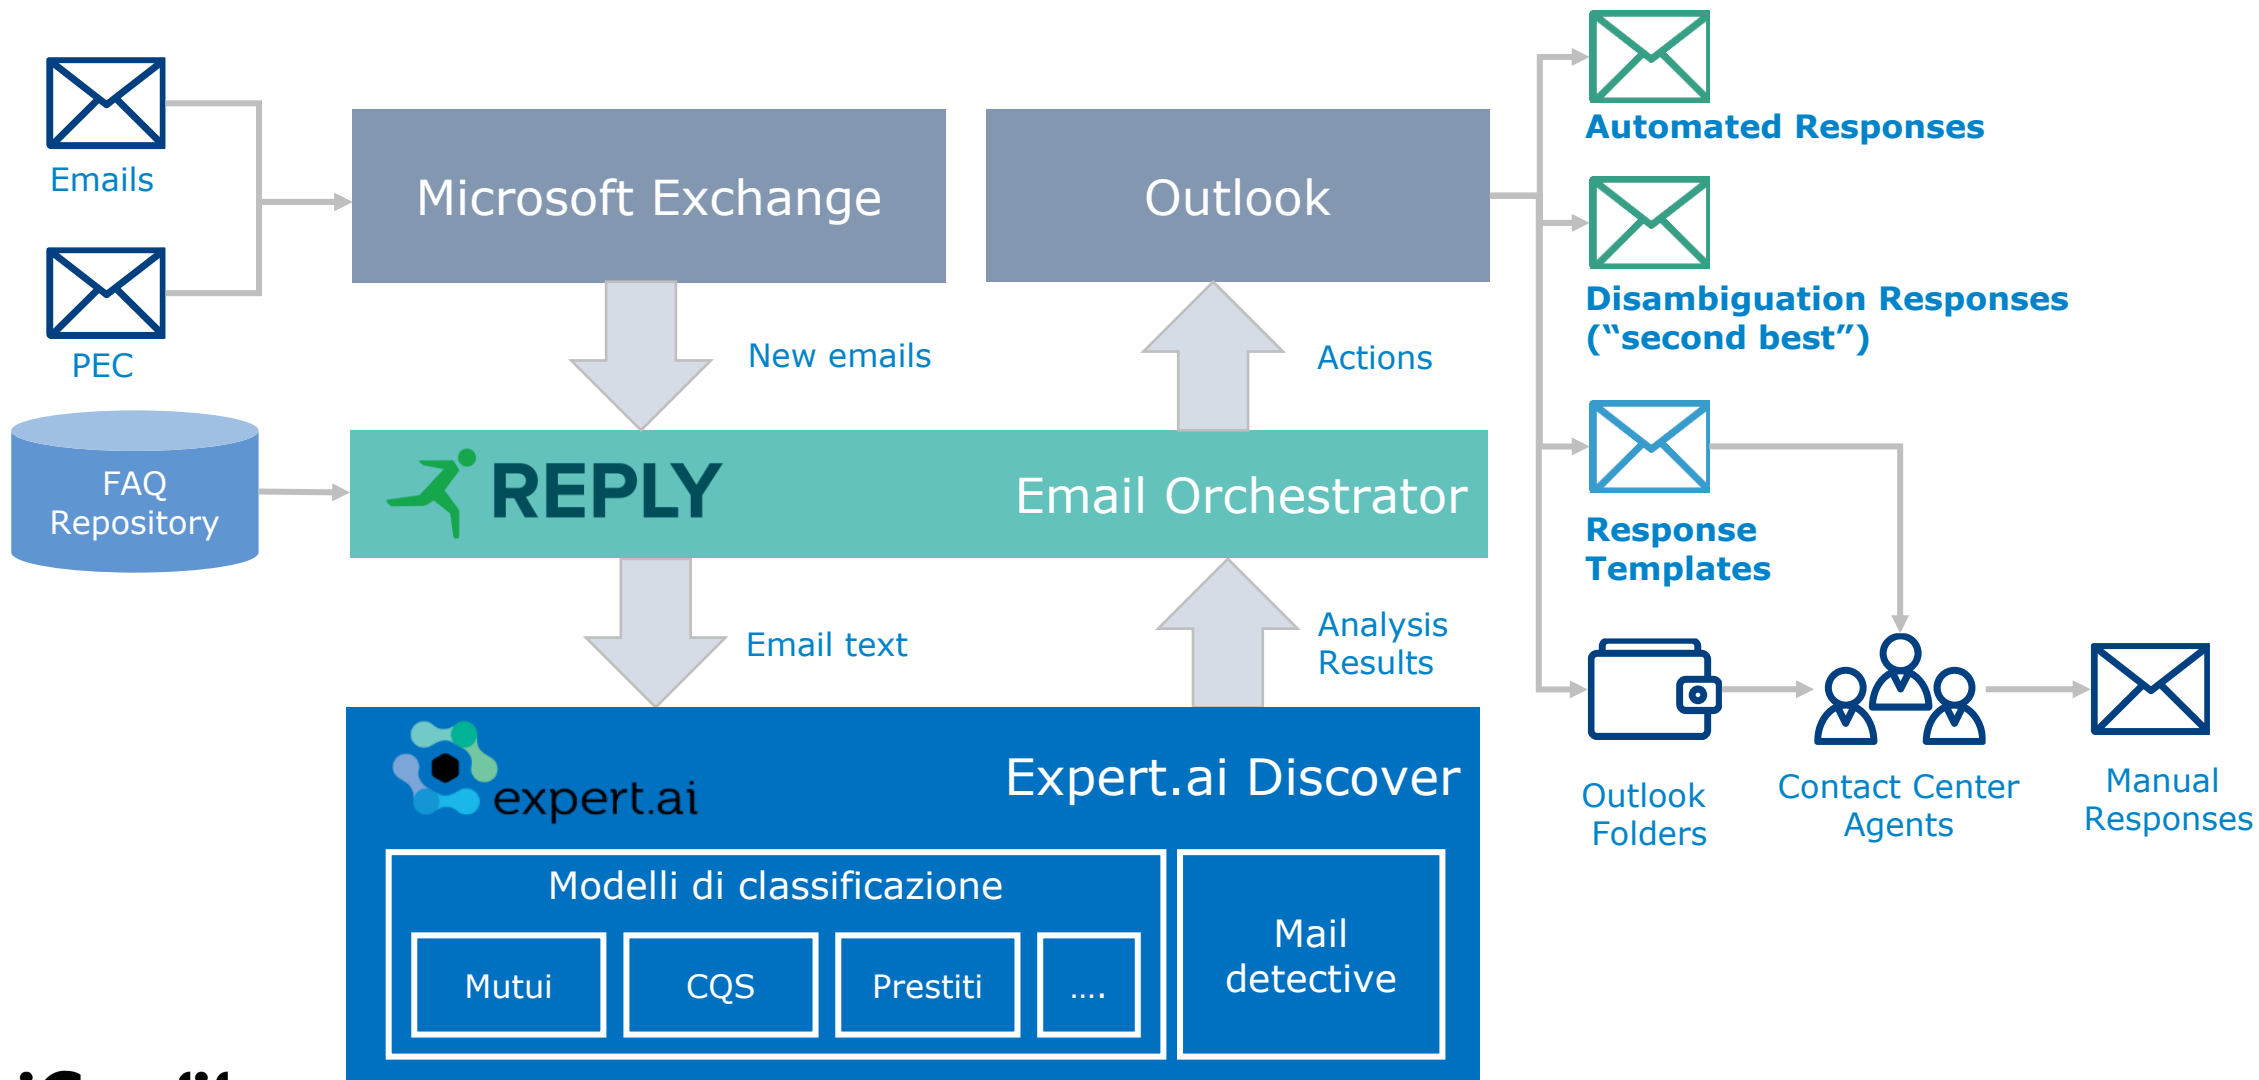 Emails
PEC
FAQ
Repository
Microsoft Exchange
Outlook
New emails
Actions
REPLY
Email Orchestrator
Email text
Analysis
Results
expert.ai
Expert.ai Discover
Modelli di classificazione
Mutui
CQS
Prestiti
....
Mail
detective
Automated Responses
Disambiguation Responses
(“second best”)
Response
Templates
Outlook
Folders
Contact Center
Agents
Manual
Responses